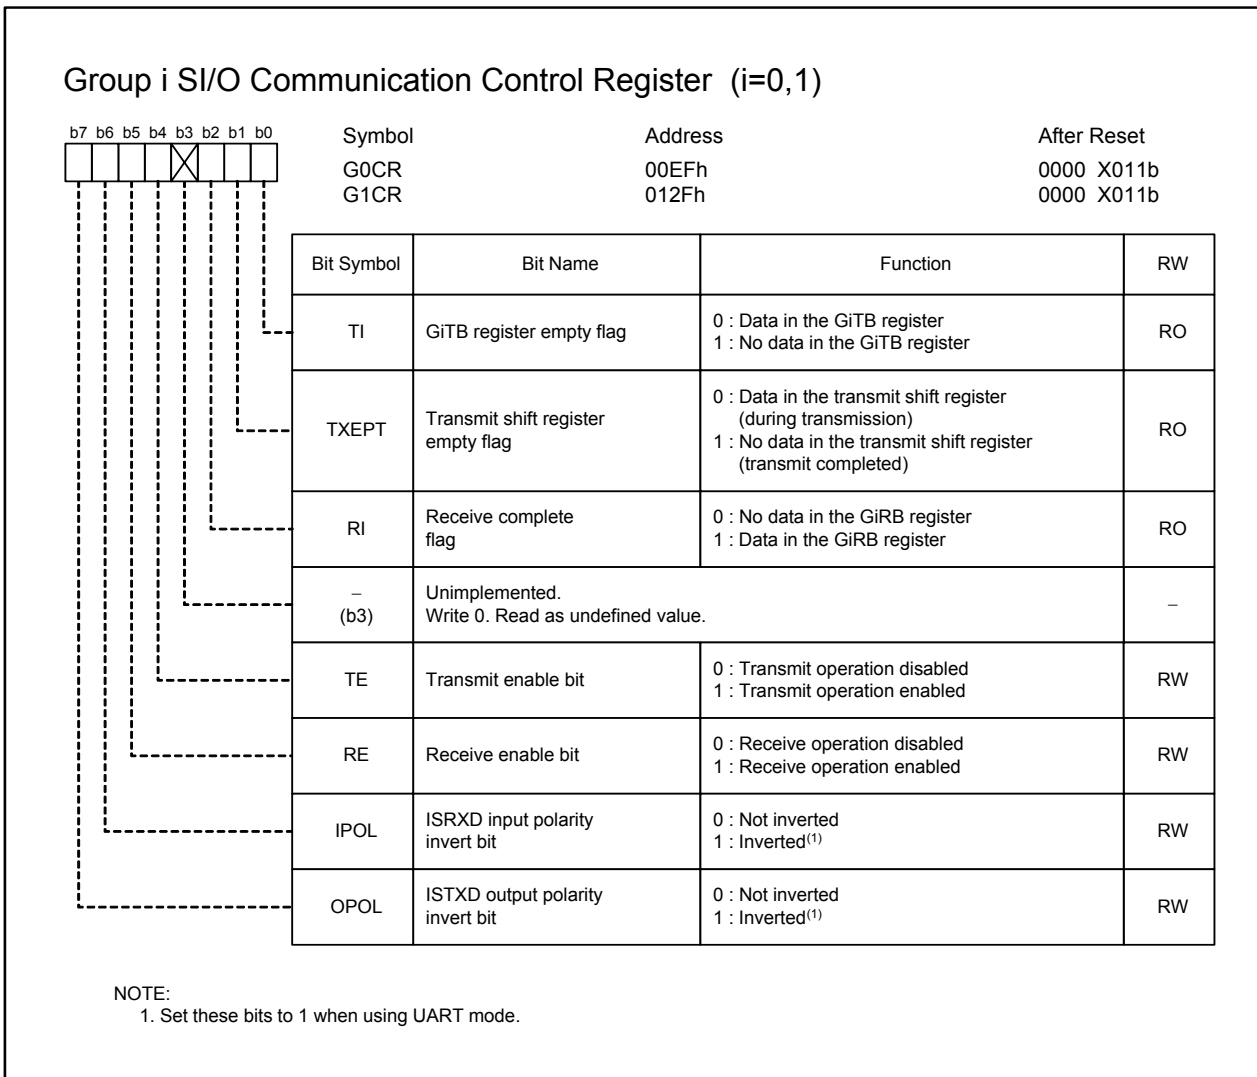 Group i SI/O Communication Control Register (i=0,1)
b7 b6 b5 b4 b3 b2 b1 b0
Symbol Address After Reset
G0CR 00EFh 0000 X011b
G1CR 012Fh 0000 X011b
Bit Symbol Bit Name Function RW
TI GiTB register empty flag 0 : Data in the GiTB register
1 : No data in the GiTB register RO
TXEPT Transmit shift register
empty flag 0 : Data in the transmit shift register
(during transmission)
1 : No data in the transmit shift register
(transmit completed) RO
RI Receive complete
flag 0 : No data in the GiRB register
1 : Data in the GiRB register RO
–
(b3) Unimplemented.
Write 0. Read as undefined value. –
TE Transmit enable bit 0 : Transmit operation disabled
1 : Transmit operation enabled RW
RE Receive enable bit 0 : Receive operation disabled
1 : Receive operation enabled RW
IPOL ISRXD input polarity
invert bit 0 : Not inverted
1 : Inverted(1) RW
OPOL ISTXD output polarity
invert bit 0 : Not inverted
1 : Inverted(1) RW
NOTE:
1. Set these bits to 1 when using UART mode.